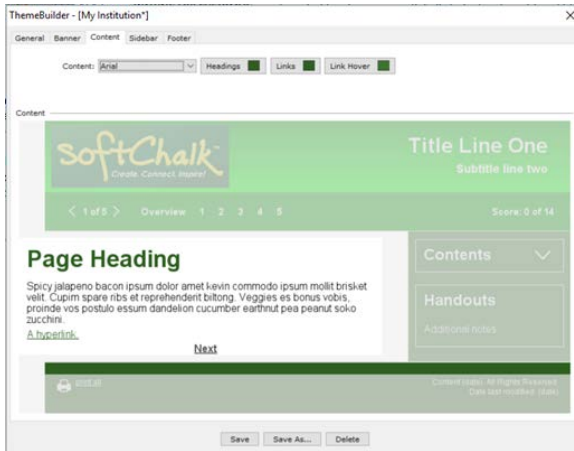 ThemeBuilder - [My Institution*]
General Banner Content Sidebar Footer
Content: Arial Headings Links Link Hover
Content
SoftChalk
Create. Connect. Inspire!
Title Line One
Subtitle line two
< 1 of 5 > Overview 1 2 3 4 5 Score: 0 of 14
Page Heading
Spicy jalapeno bacon ipsum dolor amet kevin commodo ipsum mollit brisket
velit. Cupim spare ribs et reprehenderit biltong. Veggies es bonus vobis,
proinde vos postulo essum dandelion cucumber earthnut pea peanut soko
zucchini.
A hyperlink.
Next
Contents
Handouts
Additional notes
print all
Content {date}. All Rights Reserved.
Date last modified: {date}
Save Save As... Delete